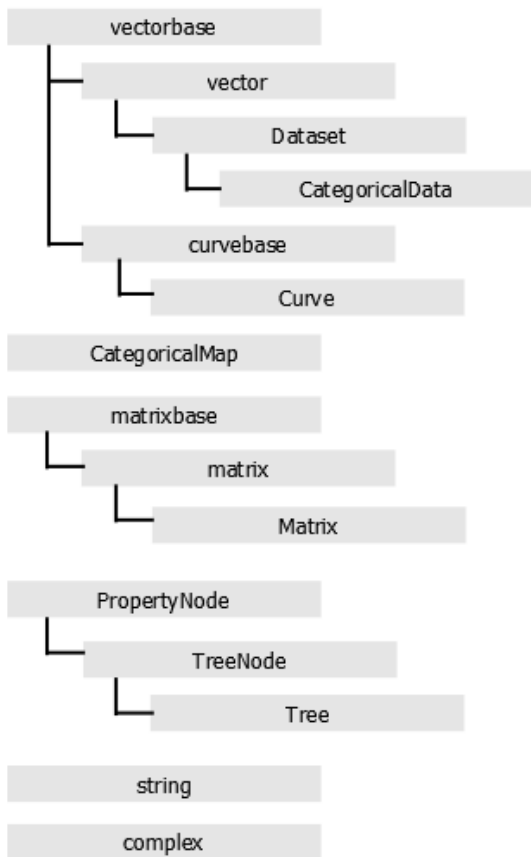 vectorbase
vector
Dataset
CategoricalData
curvebase
Curve
CategoricalMap
matrixbase
matrix
Matrix
PropertyNode
TreeNode
Tree
string
complex